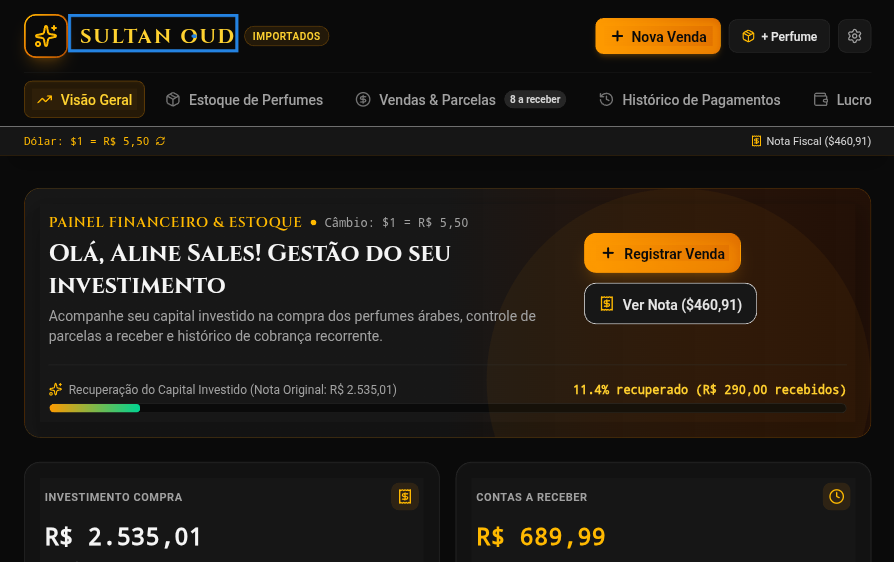 SULTAN OUD
IMPORTADOS
+ Nova Venda
+ Perfume
Visão Geral
Estoque de Perfumes
Vendas & Parcelas
8 a receber
Histórico de Pagamentos
Lucro
Dólar: $1 = R$ 5,50
Nota Fiscal ($460,91)
PAINEL FINANCEIRO & ESTOQUE • Câmbio: $1 = R$ 5,50
Olá, Aline Sales! Gestão do seu
investimento
Acompanhe seu capital investido na compra dos perfumes árabes, controle de
parcelas a receber e histórico de cobrança recorrente.
+ Registrar Venda
Ver Nota ($460,91)
Recuperação do Capital Investido (Nota Original: R$ 2.535,01)
11.4% recuperado (R$ 290,00 recebidos)
INVESTIMENTO COMPRA
R$ 2.535,01
CONTAS A RECEBER
R$ 689,99